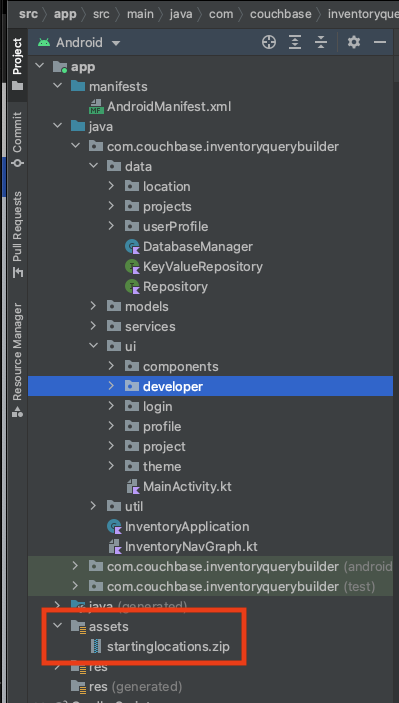 src app src main java com couchbase inventoryque
Project
Commit
Pull Requests
Resource Manager
Android
app
manifests
AndroidManifest.xml
java
com.couchbase.inventoryquerybuilder
data
location
projects
userProfile
DatabaseManager
KeyValueRepository
Repository
models
services
ui
components
developer
login
profile
project
theme
MainActivity.kt
util
InventoryApplication
InventoryNavGraph.kt
com.couchbase.inventoryquerybuilder (android
com.couchbase.inventoryquerybuilder (test)
java (generated)
assets
startinglocations.zip
res
res (generated)